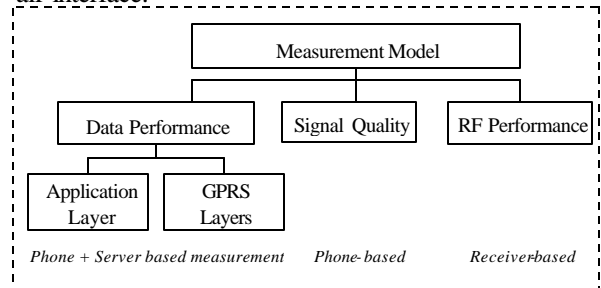 air interface.
Measurement Model
Data Performance
Signal Quality
RF Performance
Application
Layer
GPRS
Layers
Phone + Server based measurement
Phone-based
Receiver-based